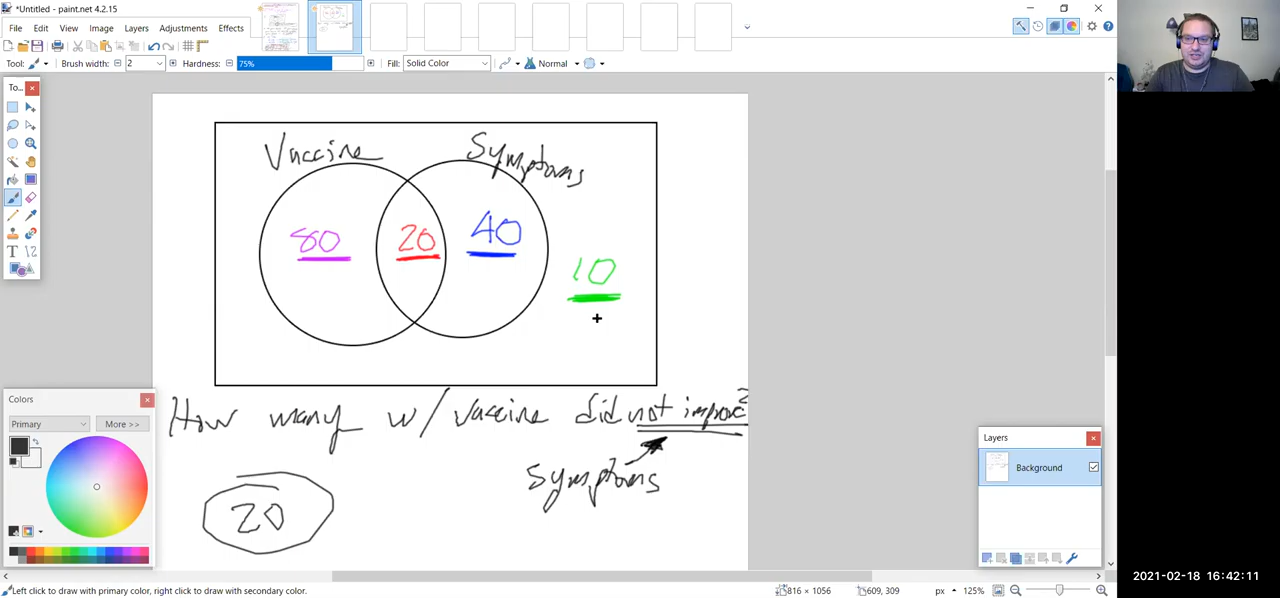 *Untitled - paint.net 4.2.15
File Edit View Image Layers Adjustments Effects
Tool: Brush width: 2 Hardness: 75% Fill: Solid Color Normal
To...
Vaccine Symptoms
80 20 40
10
How many w/ vaccine did not improve?
symptoms
20
Colors
Primary More >>
Layers
Background
2021-02-18 16:42:11
Left click to draw with primary color, right click to draw with secondary color. 816 × 1056 609, 309 px 125%